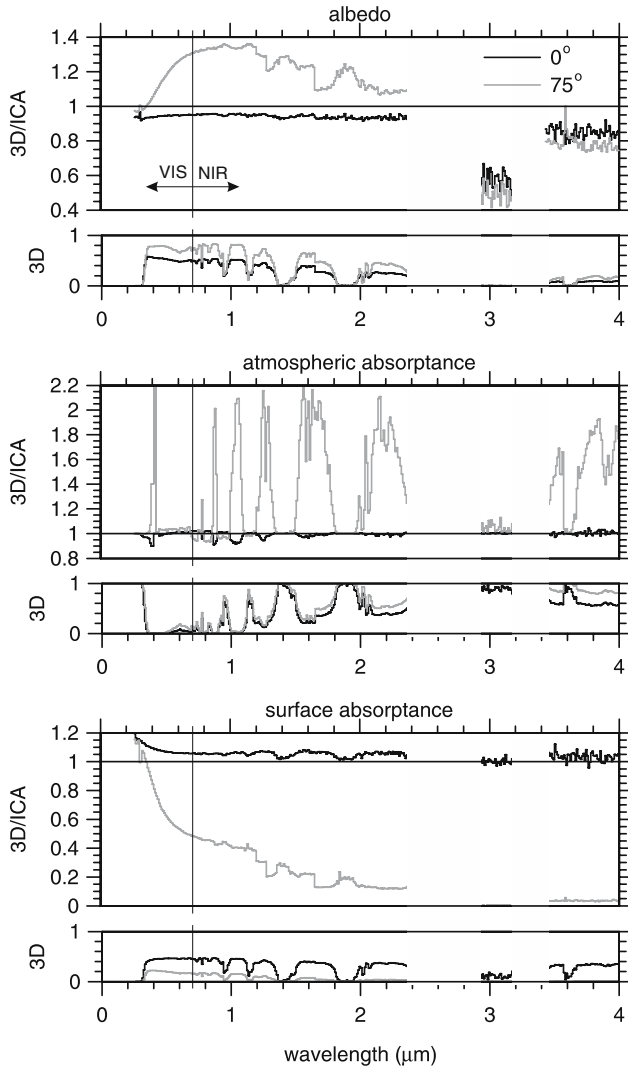 albedo
1.4
1.2
1
0.8
0.6
0.4
3D/ICA
0°
75°
VIS NIR
1
0
3D
0 1 2 3 4
atmospheric absorptance
2.2
2
1.8
1.6
1.4
1.2
1
0.8
3D/ICA
1
0
3D
0 1 2 3 4
surface absorptance
1.2
1
0.8
0.6
0.4
0.2
0
3D/ICA
1
0
3D
0 1 2 3 4
wavelength (μm)